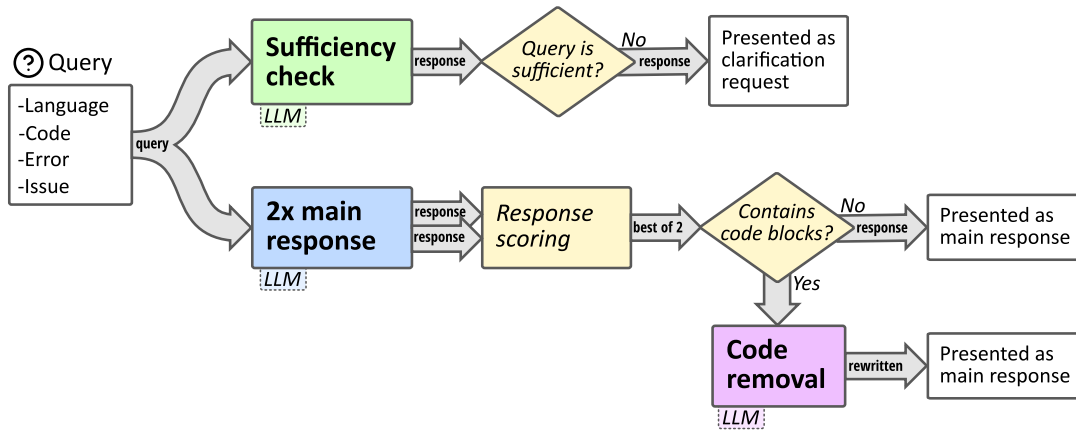 ? Query
-Language
-Code
-Error
-Issue
query
Sufficiency
check
LLM
response
Query is
sufficient?
No
response
Presented as
clarification
request
2x main
response
LLM
response
response
Response
scoring
best of 2
Contains
code blocks?
No
response
Presented as
main response
Yes
Code
removal
LLM
rewritten
Presented as
main response